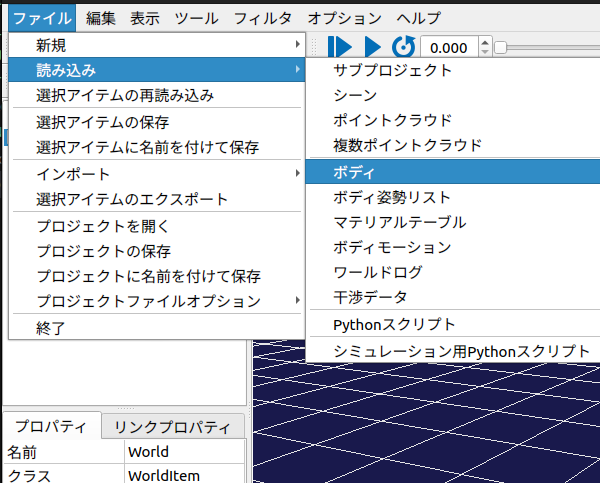 ファイル 編集 表示 ツール フィルタ オプション ヘルプ
0.000
新規
読み込み
選択アイテムの再読み込み
選択アイテムの保存
選択アイテムに名前を付けて保存
インポート
選択アイテムのエクスポート
プロジェクトを開く
プロジェクトの保存
プロジェクトに名前を付けて保存
プロジェクトファイルオプション
終了
サブプロジェクト
シーン
ポイントクラウド
複数ポイントクラウド
ボディ
ボディ姿勢リスト
マテリアルテーブル
ボディモーション
ワールドログ
干渉データ
Pythonスクリプト
シミュレーション用Pythonスクリプト
プロパティ リンクプロパティ
名前 World
クラス WorldItem